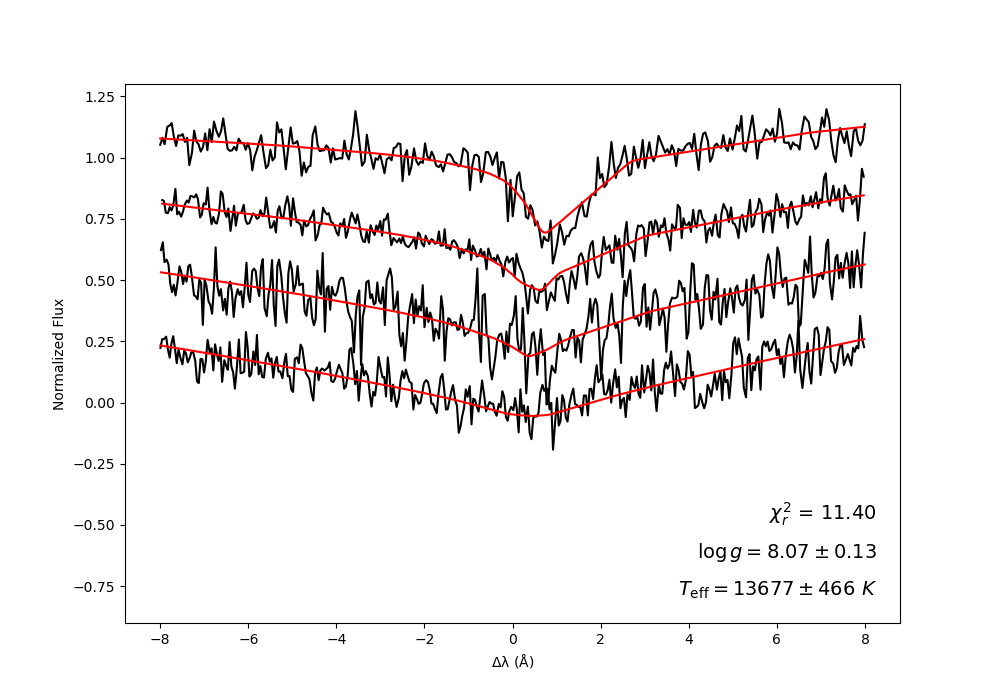 Normalized Flux
1.25
1.00
0.75
0.50
0.25
0.00
−0.25
−0.50
−0.75
χ²ᵣ = 11.40
log g = 8.07 ± 0.13
T_eff = 13677 ± 466 K
−8 −6 −4 −2 0 2 4 6 8
Δλ (Å)